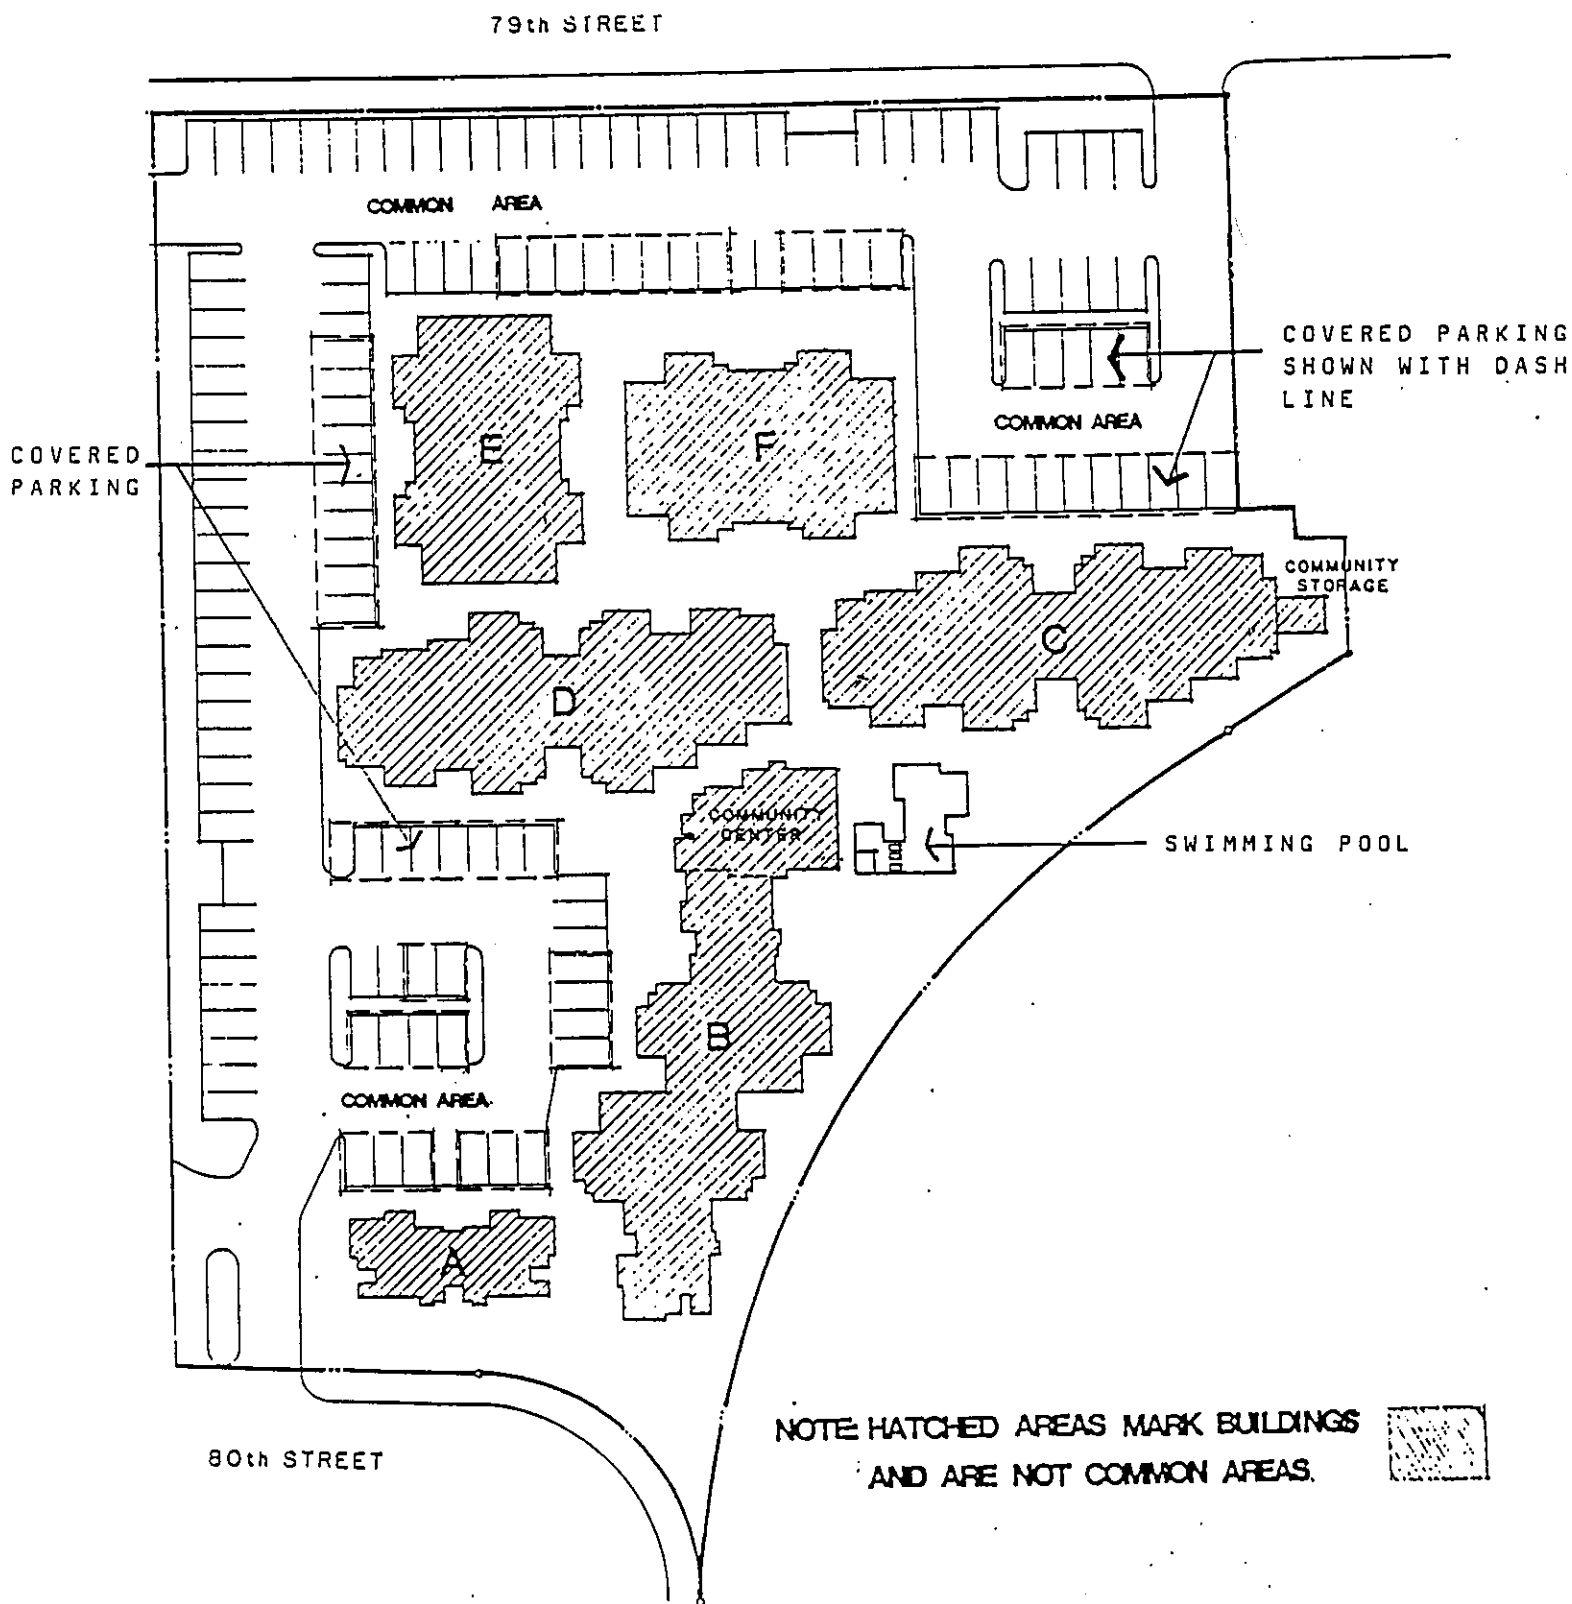 79th STREET
COMMON AREA
COVERED PARKING
SHOWN WITH DASH
LINE
COMMON AREA
E
F
COVERED
PARKING
COMMUNITY
STORAGE
C
D
COMMUNITY
CENTER
SWIMMING POOL
B
COMMON AREA
A
NOTE: HATCHED AREAS MARK BUILDINGS
AND ARE NOT COMMON AREAS.
80th STREET